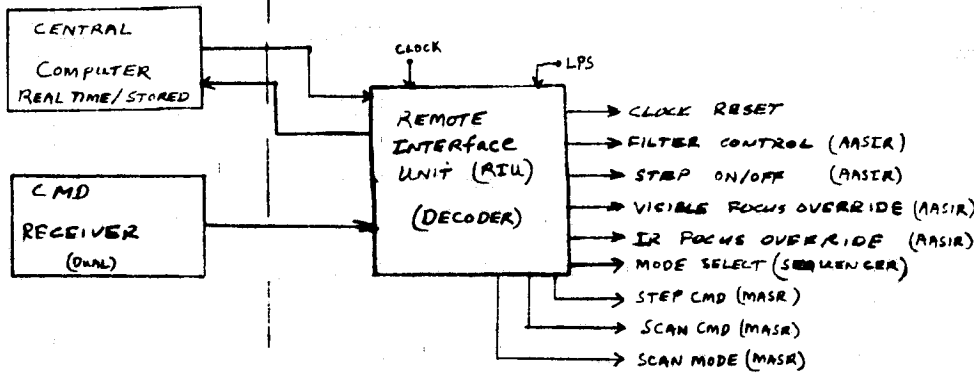 CENTRAL
COMPUTER
REAL TIME/STORED
CMD
RECEIVER
(DUAL)
CLOCK
LPS
REMOTE
INTERFACE
UNIT (RIU)
(DECODER)
CLOCK RESET
FILTER CONTROL (AASIR)
STEP ON/OFF (AASIR)
VISIBLE FOCUS OVERRIDE (AASIR)
IR FOCUS OVERRIDE (AASIR)
MODE SELECT (SEQUENCER)
STEP CMD (MASR)
SCAN CMD (MASR)
SCAN MODE (MASR)